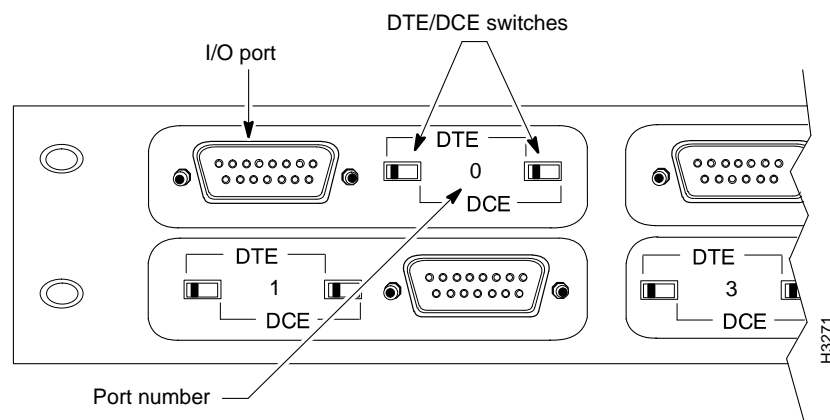 DTE/DCE switches
I/O port
DTE
0
DCE
DTE
1
DCE
DTE
3
DCE
Port number
H3271